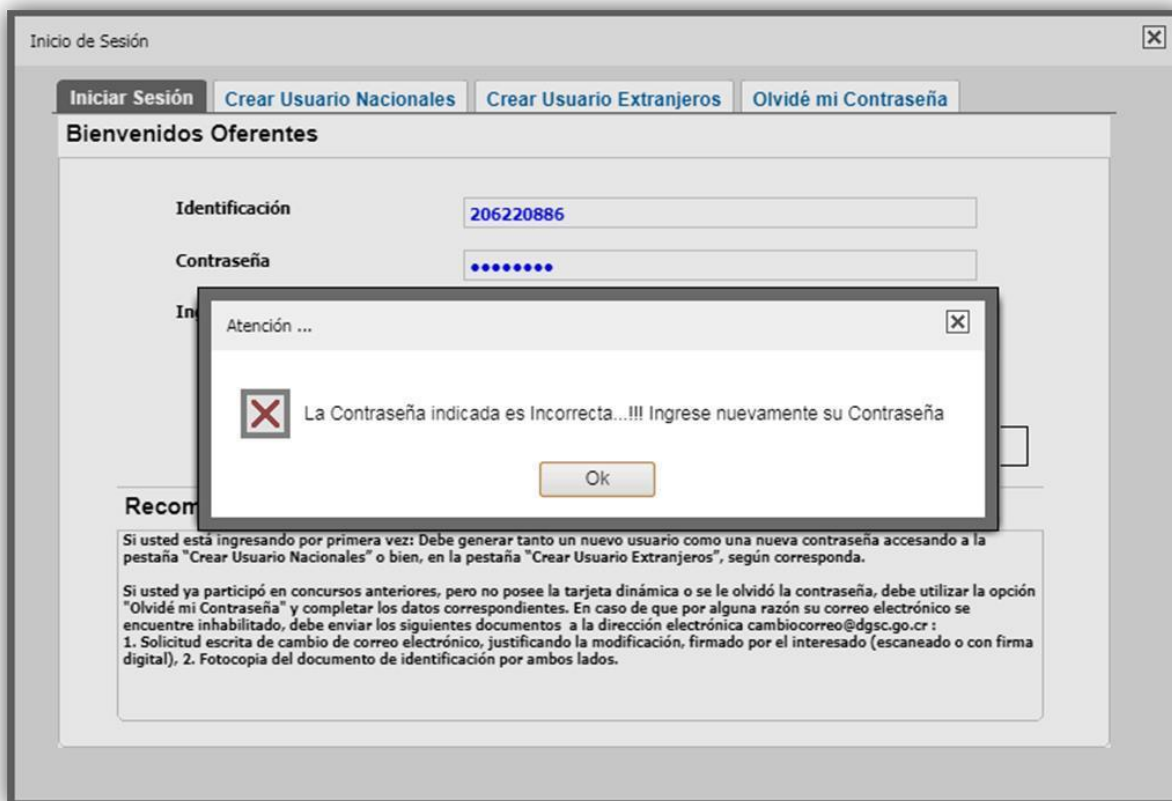 Inicio de Sesión
Iniciar Sesión
Crear Usuario Nacionales
Crear Usuario Extranjeros
Olvidé mi Contraseña
Bienvenidos Oferentes
Identificación
206220886
Contraseña
••••••••
Atención ...
La Contraseña indicada es Incorrecta...!!! Ingrese nuevamente su Contraseña
Ok
Si usted está ingresando por primera vez: Debe generar tanto un nuevo usuario como una nueva contraseña accesando a la
pestaña "Crear Usuario Nacionales" o bien, en la pestaña "Crear Usuario Extranjeros", según corresponda.
Si usted ya participó en concursos anteriores, pero no posee la tarjeta dinámica o se le olvidó la contraseña, debe utilizar la opción
"Olvidé mi Contraseña" y completar los datos correspondientes. En caso de que por alguna razón su correo electrónico se
encuentre inhabilitado, debe enviar los siguientes documentos a la dirección electrónica cambiocorreo@dgsc.go.cr :
1. Solicitud escrita de cambio de correo electrónico, justificando la modificación, firmado por el interesado (escaneado o con firma
digital), 2. Fotocopia del documento de identificación por ambos lados.